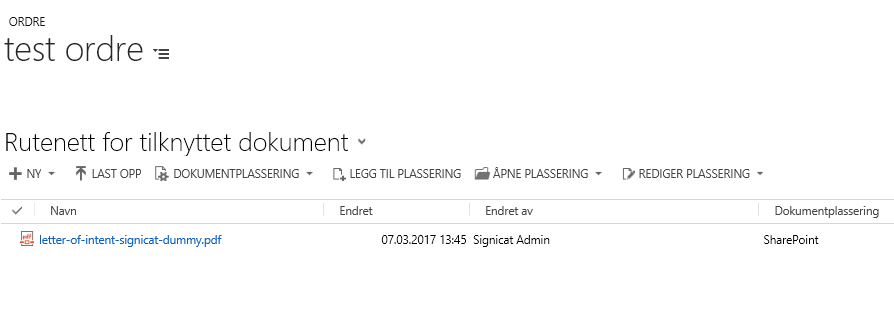 ORDRE
test ordre
Rutenett for tilknyttet dokument
NY LAST OPP DOKUMENTPLASSERING LEGG TIL PLASSERING ÅPNE PLASSERING REDIGER PLASSERING
Navn Endret Endret av Dokumentplassering
letter-of-intent-signicat-dummy.pdf 07.03.2017 13:45 Signicat Admin SharePoint